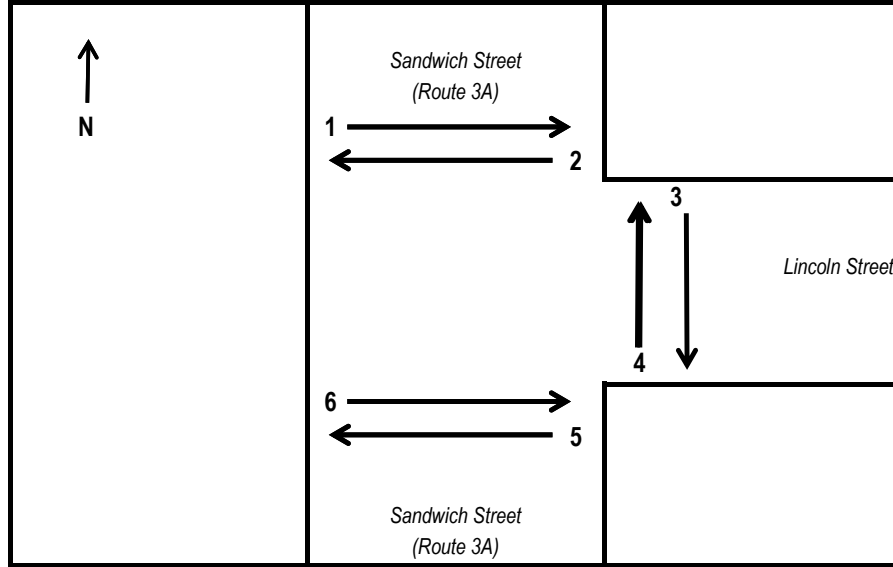 Sandwich Street
(Route 3A)
N
1
2
3
Lincoln Street
4
6
5
Sandwich Street
(Route 3A)